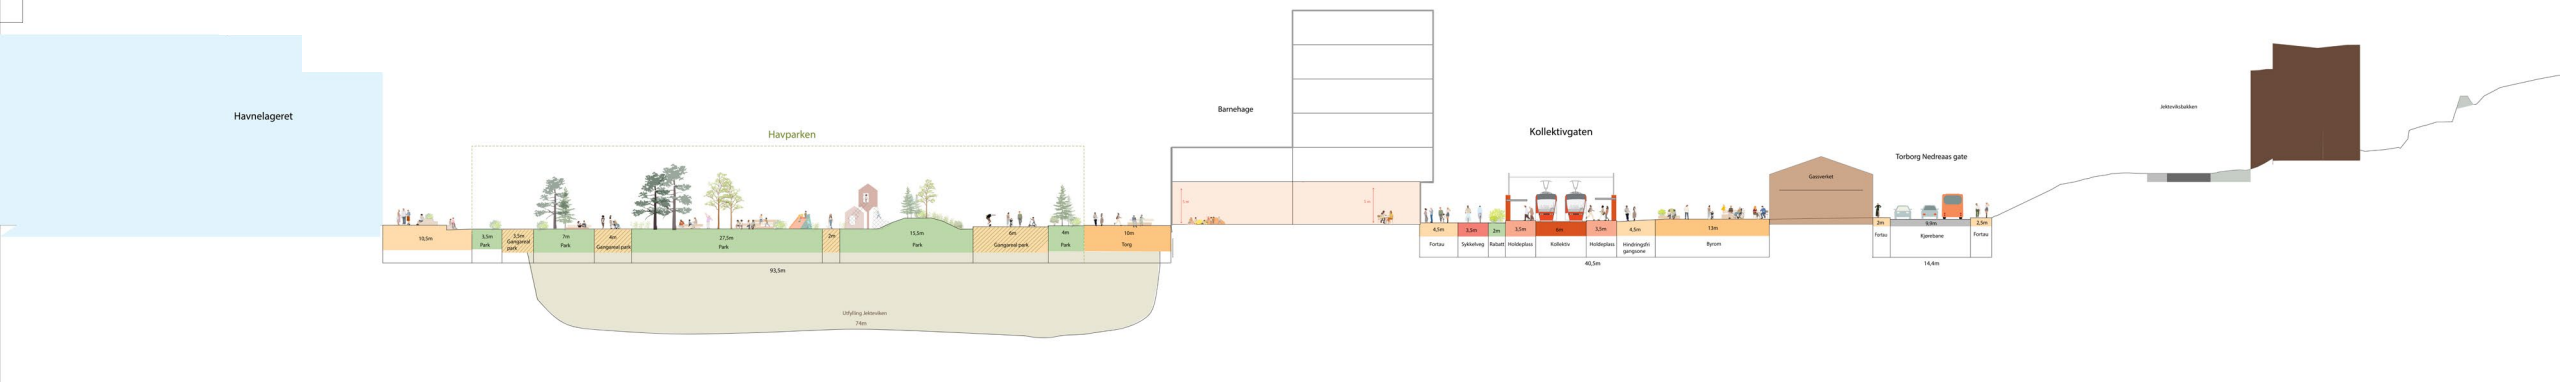 Havnelageret
Havparken
Barnehage
Kollektivgaten
Torborg Nedreaas gate
Jekteviksbakken
Gassverket
10,5m
3,5m
Park
3,5m
Gangareal
park
7m
Park
4m
Gangareal park
27,5m
Park
2m
15,5m
Park
6m
Gangareal park
4m
Park
10m
Torg
93,5m
Utfylling Jekteviken
74m
4,5m
Fortau
3,5m
Sykkelveg
2m
Rabatt
3,5m
Holdeplass
6m
Kollektiv
3,5m
Holdeplass
4,5m
Hindringsfri
gangsone
13m
Byrom
40,5m
2m
Fortau
9,9m
Kjørebane
2,5m
Fortau
14,4m